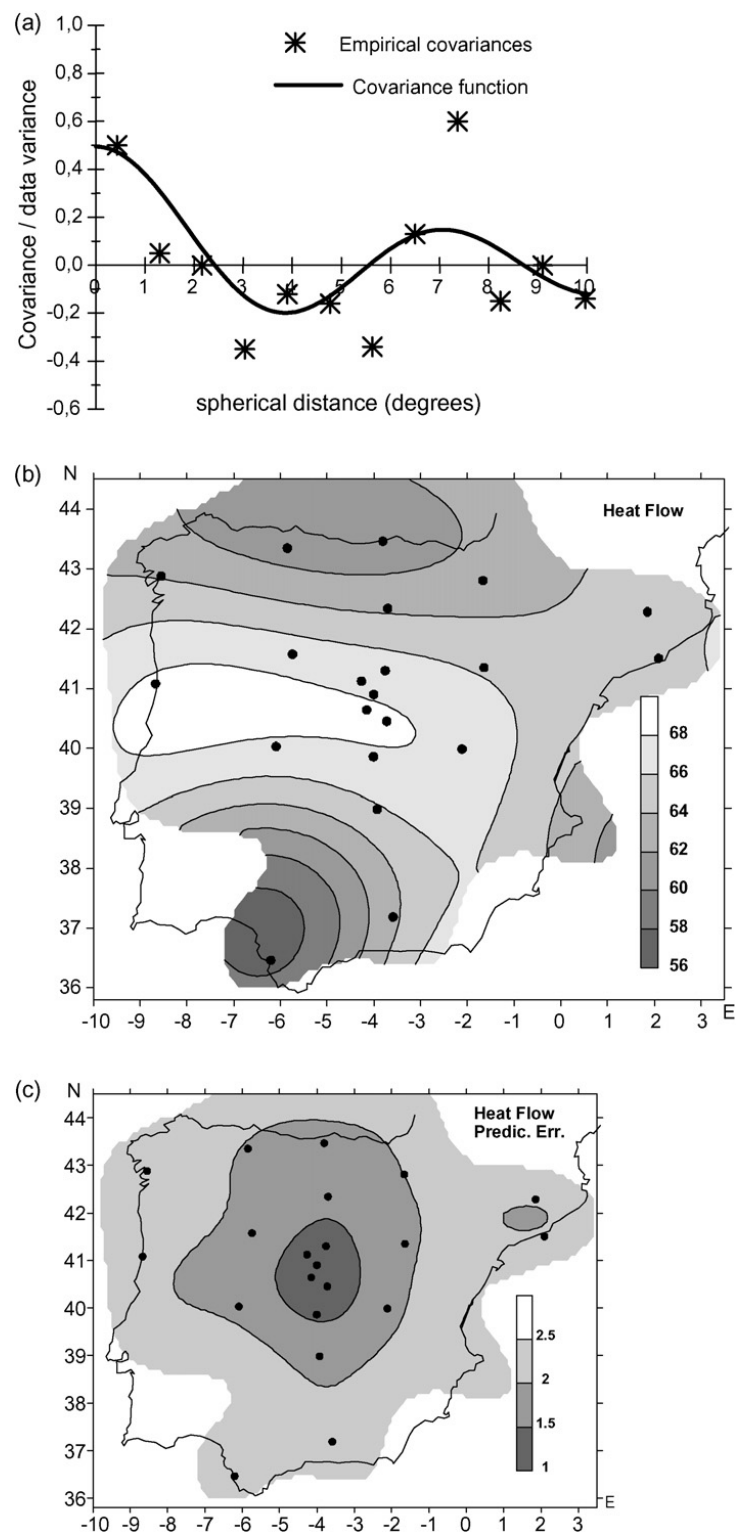 (a)
1,0
0,8
0,6
0,4
0,2
0,0
-0,2
-0,4
-0,6
Covariance / data variance
Empirical covariances
Covariance function
0 1 2 3 4 5 6 7 8 9 10
spherical distance (degrees)
(b)
N
Heat Flow
44
43
42
41
40
39
38
37
36
68
66
64
62
60
58
56
-10 -9 -8 -7 -6 -5 -4 -3 -2 -1 0 1 2 3 E
(c)
N
Heat Flow
Predic. Err.
44
43
42
41
40
39
38
37
36
2.5
2
1.5
1
-10 -9 -8 -7 -6 -5 -4 -3 -2 -1 0 1 2 3 E